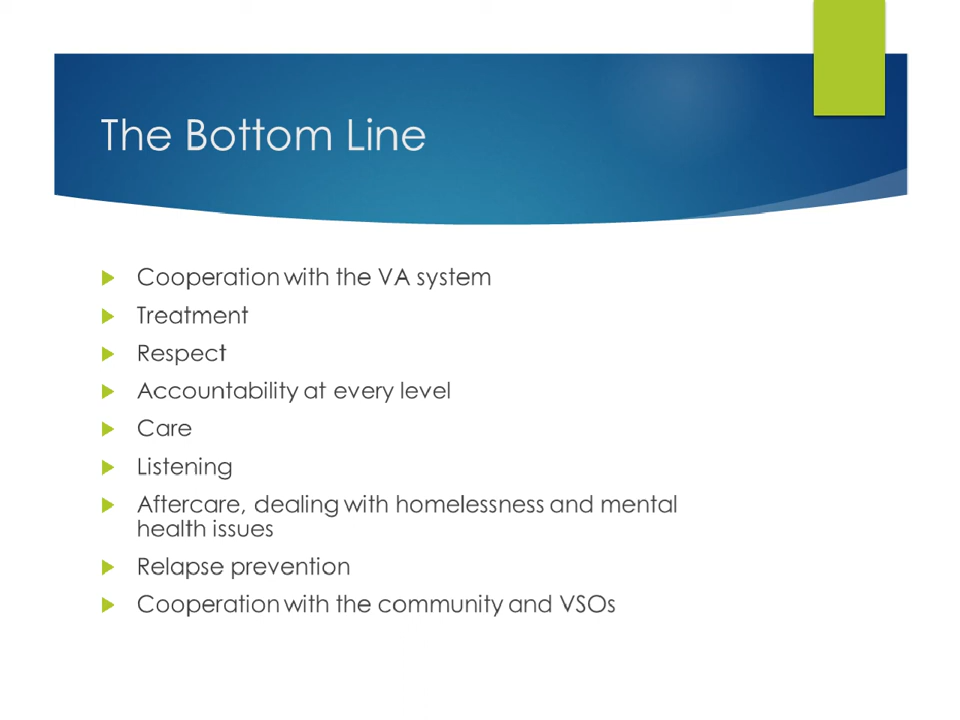 The Bottom Line
Cooperation with the VA system
Treatment
Respect
Accountability at every level
Care
Listening
Aftercare, dealing with homelessness and mental
health issues
Relapse prevention
Cooperation with the community and VSOs